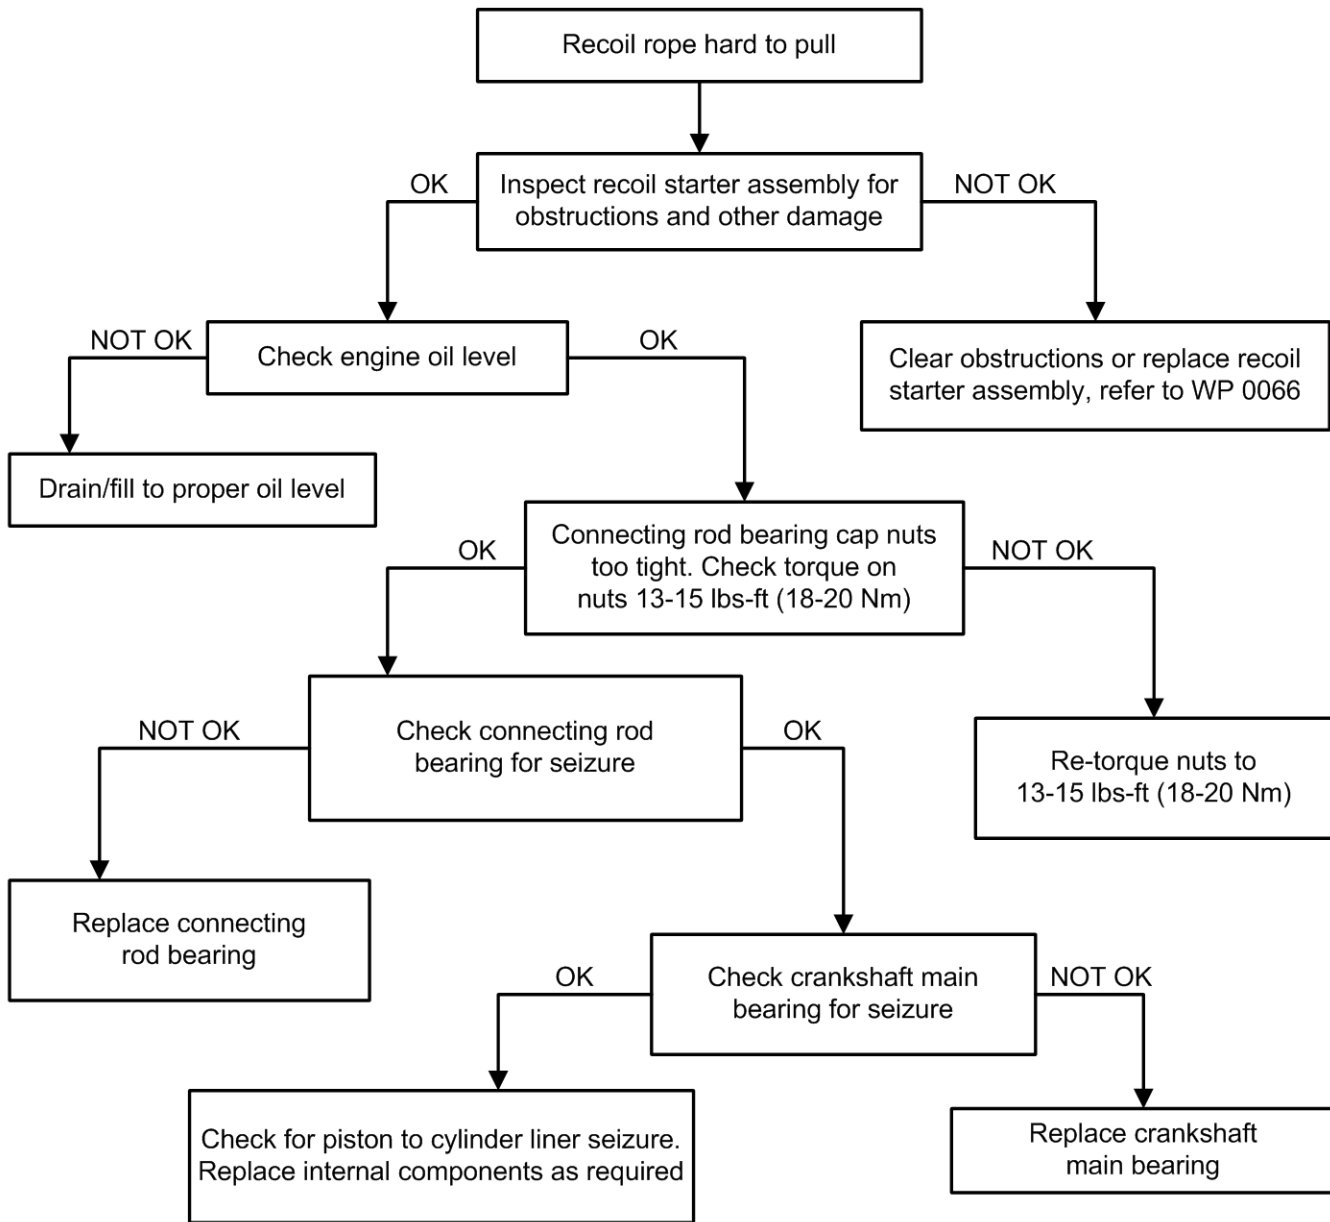 Recoil rope hard to pull
OK
Inspect recoil starter assembly for
obstructions and other damage
NOT OK
NOT OK
Check engine oil level
OK
Clear obstructions or replace recoil
starter assembly, refer to WP 0066
Drain/fill to proper oil level
OK
Connecting rod bearing cap nuts
too tight. Check torque on
nuts 13-15 lbs-ft (18-20 Nm)
NOT OK
NOT OK
Check connecting rod
bearing for seizure
OK
Re-torque nuts to
13-15 lbs-ft (18-20 Nm)
Replace connecting
rod bearing
OK
Check crankshaft main
bearing for seizure
NOT OK
Check for piston to cylinder liner seizure.
Replace internal components as required
Replace crankshaft
main bearing